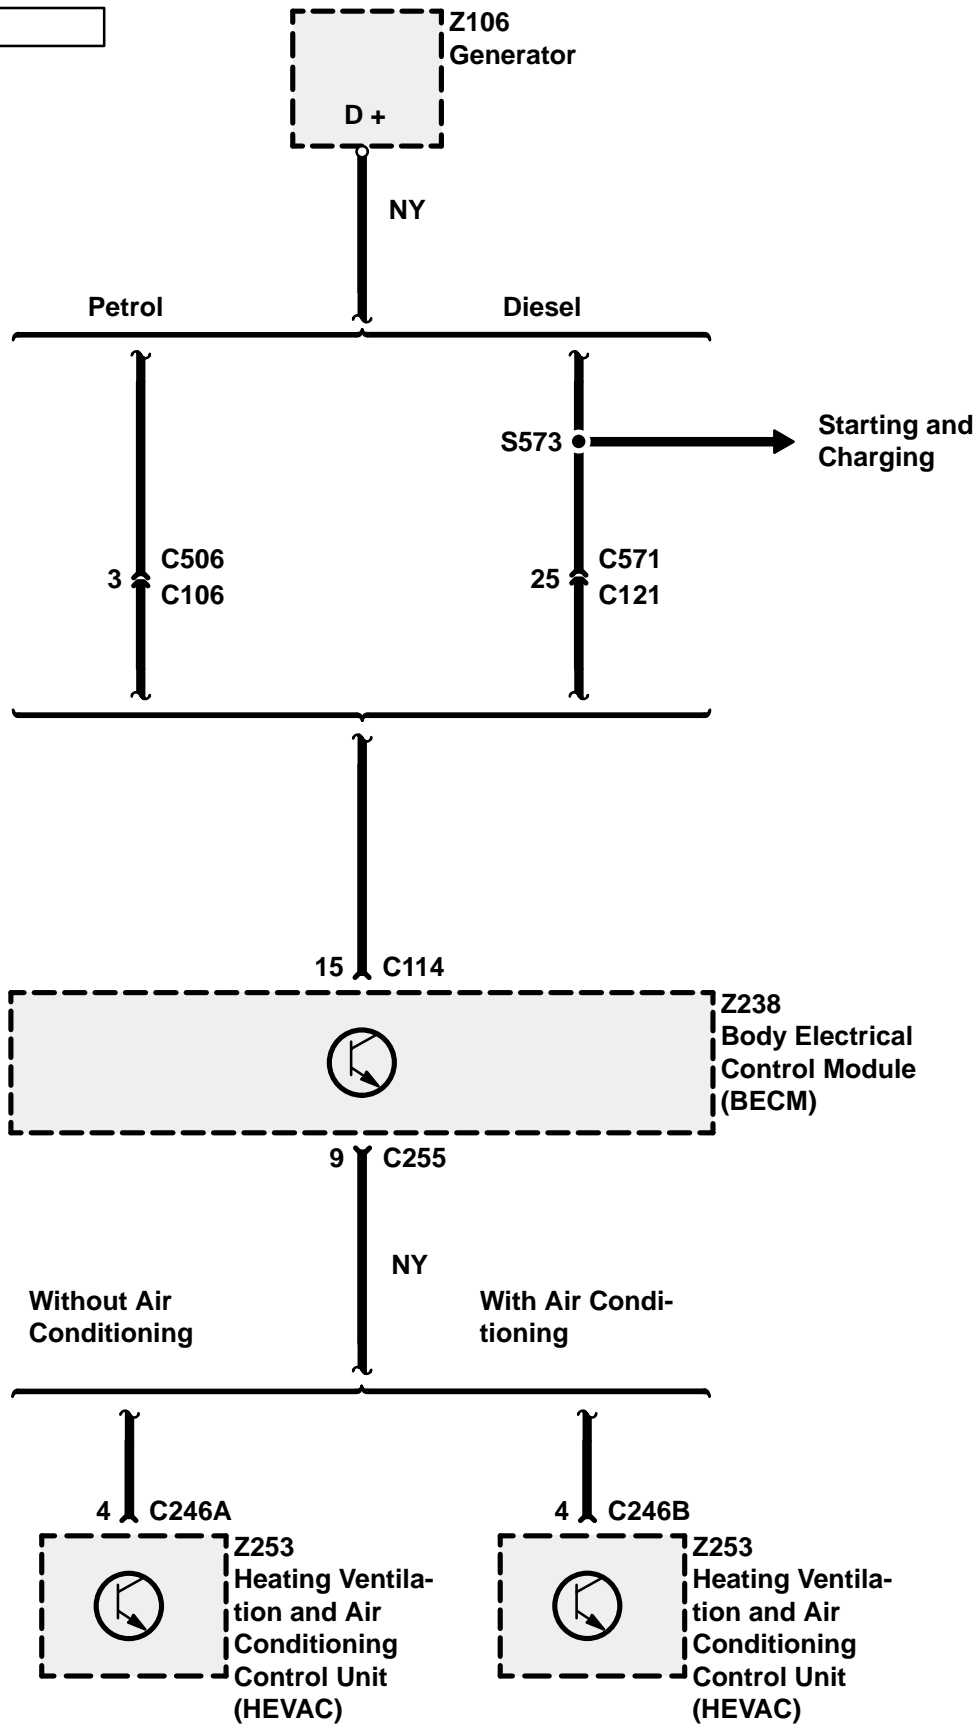 Z106
Generator
D +
NY
Petrol
Diesel
S573
Starting and
Charging
3
C506
C106
25
C571
C121
15
C114
Z238
Body Electrical
Control Module
(BECM)
9
C255
NY
Without Air
Conditioning
With Air Condi-
tioning
4
C246A
4
C246B
Z253
Heating Ventila-
tion and Air
Conditioning
Control Unit
(HEVAC)
Z253
Heating Ventila-
tion and Air
Conditioning
Control Unit
(HEVAC)